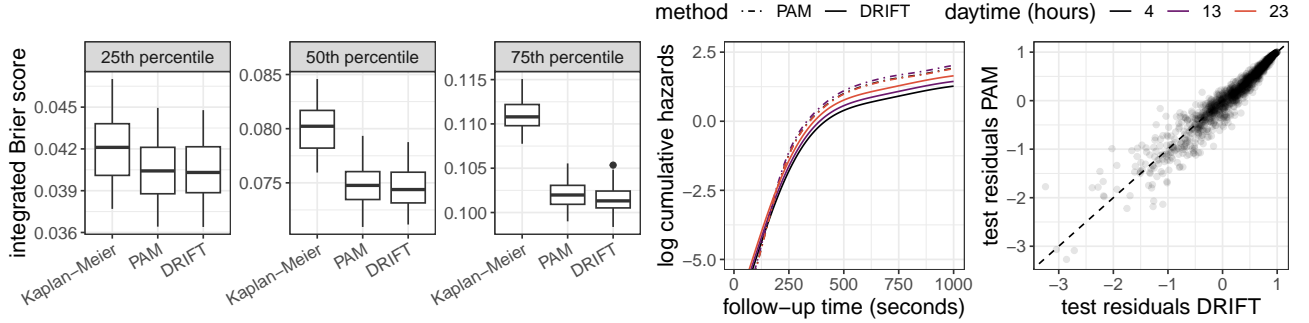 method PAM DRIFT daytime (hours) 4 13 23
25th percentile
50th percentile
75th percentile
integrated Brier score
0.045
0.042
0.039
0.036
Kaplan−Meier
PAM
DRIFT
0.085
0.080
0.075
Kaplan−Meier
PAM
DRIFT
0.115
0.110
0.105
0.100
Kaplan−Meier
PAM
DRIFT
log cumulative hazards
2.5
0.0
−2.5
−5.0
0 250 500 750 1000
follow−up time (seconds)
test residuals PAM
1
0
−1
−2
−3
−3 −2 −1 0 1
test residuals DRIFT